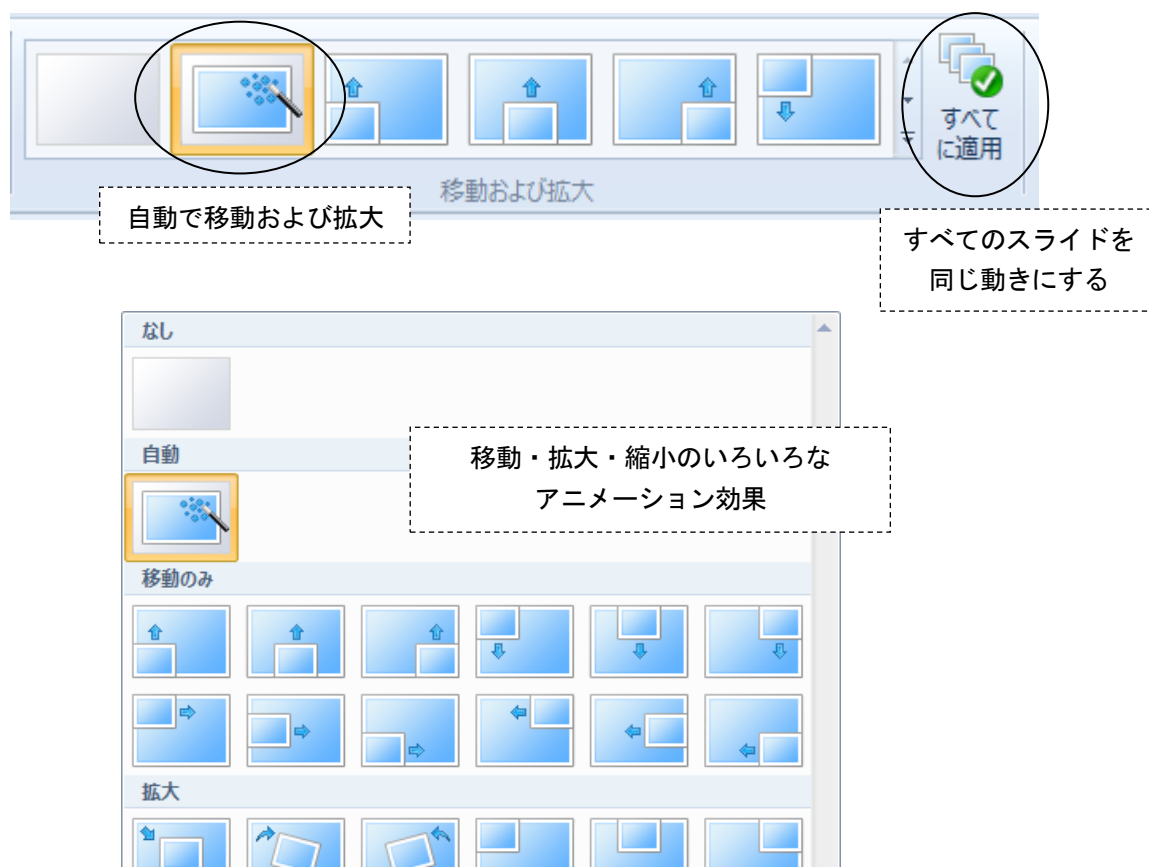 すべて
に適用
移動および拡大
自動で移動および拡大
すべてのスライドを
同じ動きにする
なし
自動
移動・拡大・縮小のいろいろな
アニメーション効果
移動のみ
拡大